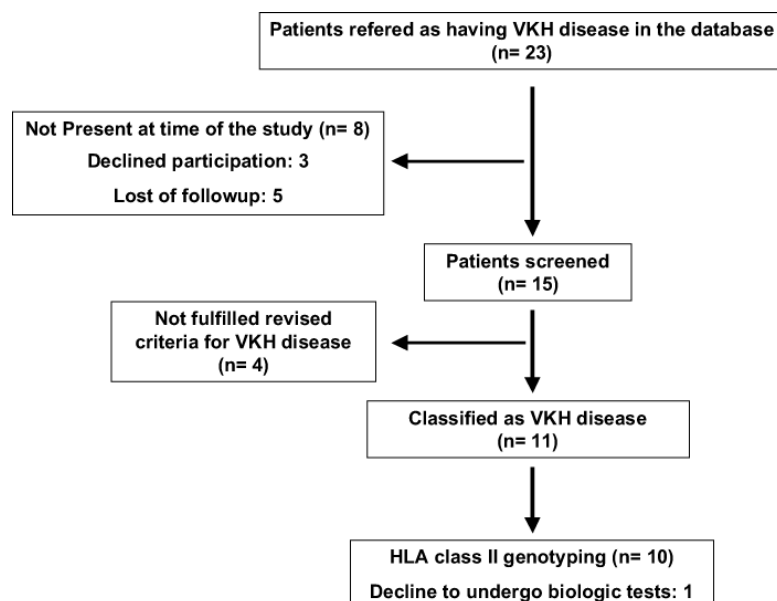 Patients refered as having VKH disease in the database
(n= 23)
Not Present at time of the study (n= 8)
Declined participation: 3
Lost of followup: 5
Patients screened
(n= 15)
Not fulfilled revised
criteria for VKH disease
(n= 4)
Classified as VKH disease
(n= 11)
HLA class II genotyping (n= 10)
Decline to undergo biologic tests: 1